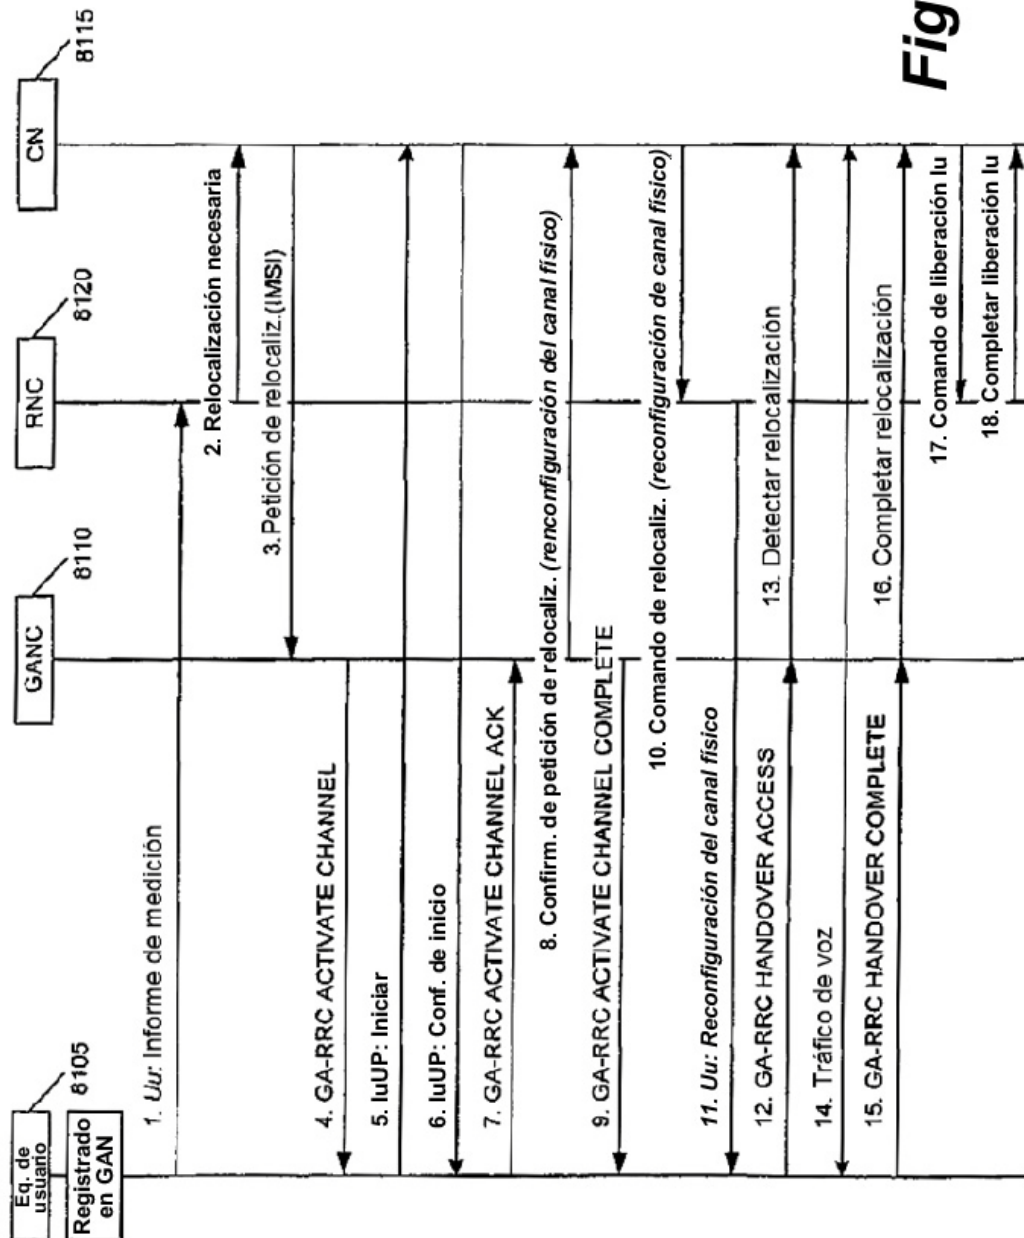 Eq. de
usuario
8105
Registrado
en GAN
GANC
8110
RNC
8120
CN
8115
1. Uu: Informe de medición
2. Relocalización necesaria
3. Petición de relocaliz.(IMSI)
4. GA-RRC ACTIVATE CHANNEL
5. IuUP: Iniciar
6. IuUP: Conf. de inicio
7. GA-RRC ACTIVATE CHANNEL ACK
8. Confirm. de petición de relocaliz. (renconfiguración del canal físico)
9. GA-RRC ACTIVATE CHANNEL COMPLETE
10. Comando de relocaliz. (reconfiguración de canal físico)
11. Uu: Reconfiguración del canal físico
12. GA-RRC HANDOVER ACCESS
13. Detectar relocalización
14. Tráfico de voz
15. GA-RRC HANDOVER COMPLETE
16. Completar relocalización
17. Comando de liberación Iu
18. Completar liberación Iu
Fig